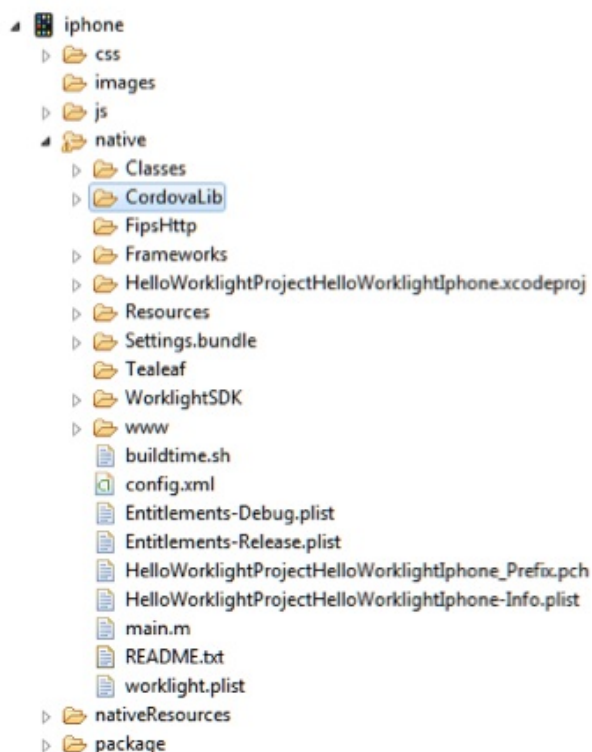 iphone
css
images
js
native
Classes
CordovaLib
FipsHttp
Frameworks
HelloWorklightProjectHelloWorklightIphone.xcodeproj
Resources
Settings.bundle
Tealeaf
WorklightSDK
www
buildtime.sh
config.xml
Entitlements-Debug.plist
Entitlements-Release.plist
HelloWorklightProjectHelloWorklightIphone_Prefix.pch
HelloWorklightProjectHelloWorklightIphone-Info.plist
main.m
README.txt
worklight.plist
nativeResources
package